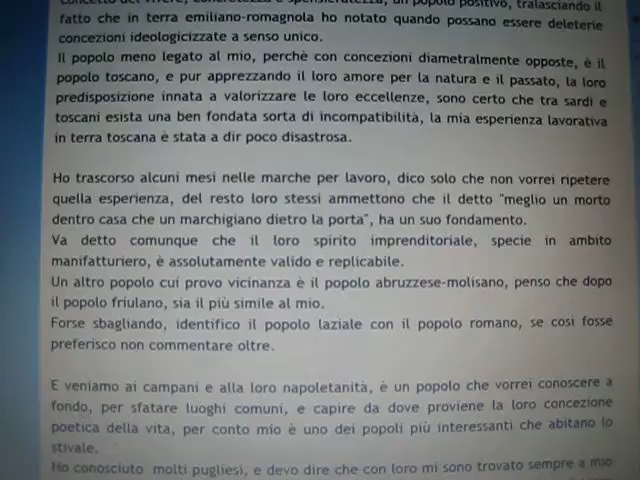 concetto del vivere, concretezza e spensieratezza, un popolo positivo, tralasciando il
fatto che in terra emiliano-romagnola ho notato quando possano essere deleterie
concezioni ideologicizzate a senso unico.
Il popolo meno legato al mio, perchè con concezioni diametralmente opposte, è il
popolo toscano, e pur apprezzando il loro amore per la natura e il passato, la loro
predisposizione innata a valorizzare le loro eccellenze, sono certo che tra sardi e
toscani esista una ben fondata sorta di incompatibilità, la mia esperienza lavorativa
in terra toscana è stata a dir poco disastrosa.
Ho trascorso alcuni mesi nelle marche per lavoro, dico solo che non vorrei ripetere
quella esperienza, del resto loro stessi ammettono che il detto "meglio un morto
dentro casa che un marchigiano dietro la porta", ha un suo fondamento.
Va detto comunque che il loro spirito imprenditoriale, specie in ambito
manifatturiero, è assolutamente valido e replicabile.
Un altro popolo cui provo vicinanza è il popolo abruzzese-molisano, penso che dopo
il popolo friulano, sia il più simile al mio.
Forse sbagliando, identifico il popolo laziale con il popolo romano, se così fosse
preferisco non commentare oltre.
E veniamo ai campani e alla loro napoletanità, è un popolo che vorrei conoscere a
fondo, per sfatare luoghi comuni, e capire da dove proviene la loro concezione
poetica della vita, per conto mio è uno dei popoli più interessanti che abitano lo
stivale.
Ho conosciuto molti pugliesi, e devo dire che con loro mi sono trovato sempre a mio